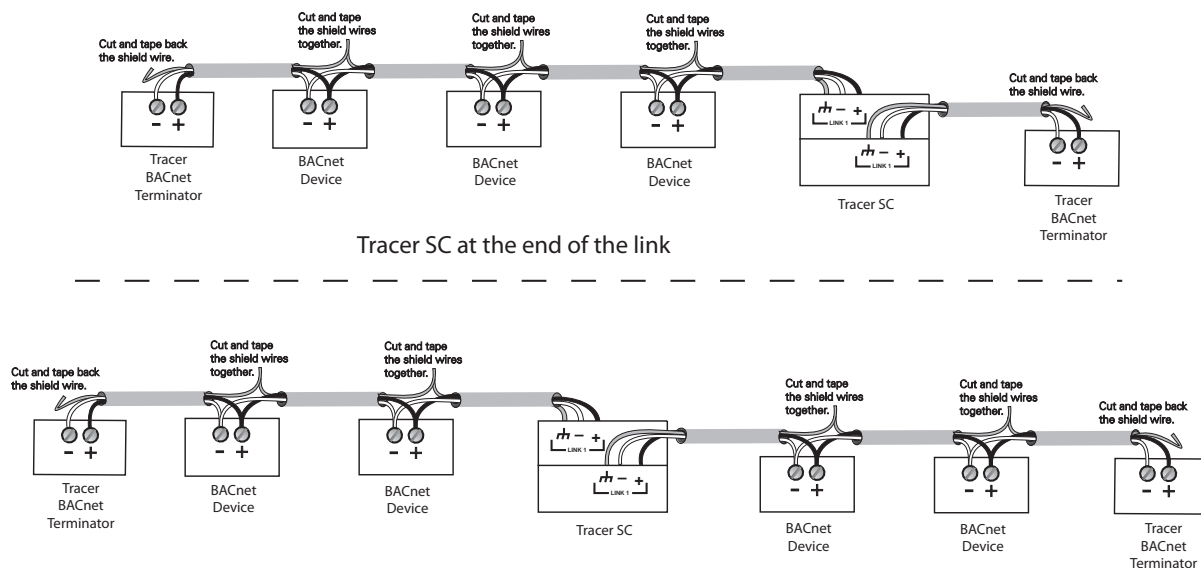 Cut and tape back
the shield wire.
Cut and tape
the shield wires
together.
Cut and tape
the shield wires
together.
Cut and tape
the shield wires
together.
Cut and tape back
the shield wire.
- +
Tracer
BACnet
Terminator
- +
BACnet
Device
- +
BACnet
Device
- +
BACnet
Device
- +
LINK 1
- +
LINK 1
Tracer SC
- +
Tracer
BACnet
Terminator
Tracer SC at the end of the link
Cut and tape back
the shield wire.
Cut and tape
the shield wires
together.
Cut and tape
the shield wires
together.
Cut and tape
the shield wires
together.
Cut and tape
the shield wires
together.
Cut and tape back
the shield wire.
- +
Tracer
BACnet
Terminator
- +
BACnet
Device
- +
BACnet
Device
- +
LINK 1
- +
LINK 1
Tracer SC
- +
BACnet
Device
- +
BACnet
Device
- +
Tracer
BACnet
Terminator